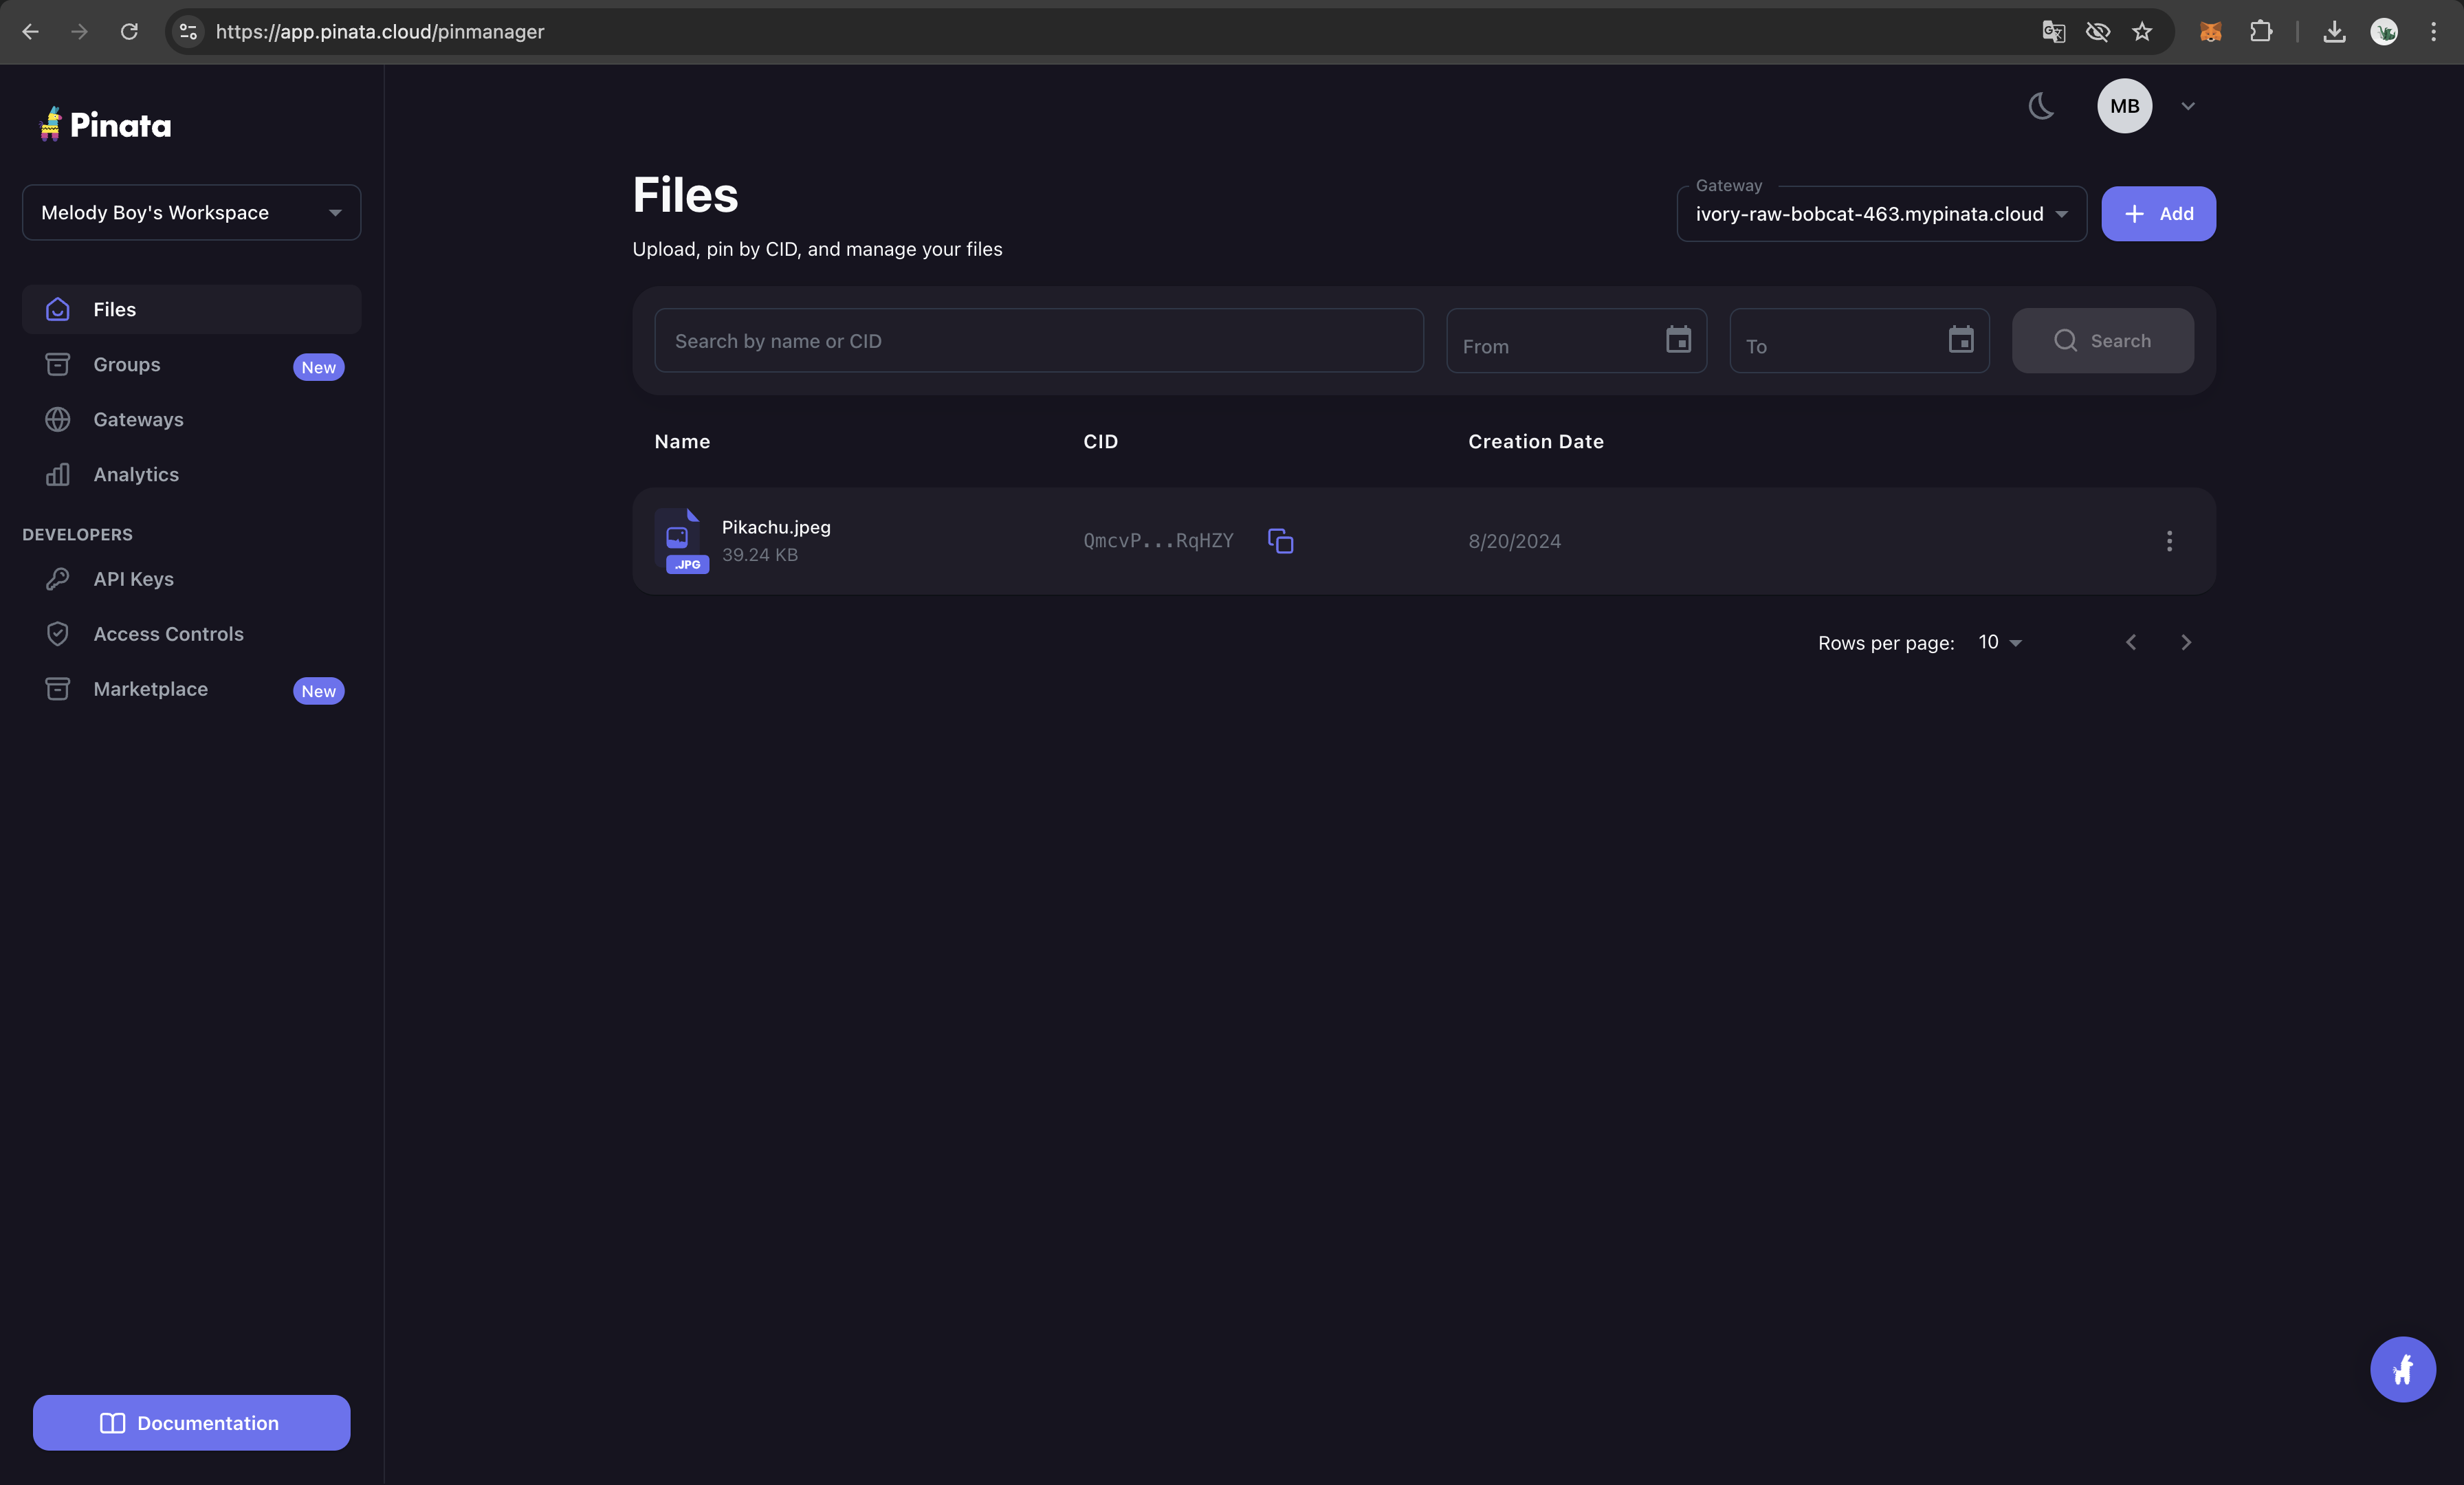 https://app.pinata.cloud/pinmanager
Pinata
MB
Melody Boy's Workspace
Files
Groups
New
Gateways
Analytics
DEVELOPERS
API Keys
Access Controls
Marketplace
New
Documentation
Files
Upload, pin by CID, and manage your files
Gateway
ivory-raw-bobcat-463.mypinata.cloud
Add
Search by name or CID
From
To
Search
Name CID Creation Date
.JPG
Pikachu.jpeg
39.24 KB
QmcvP...RqHZY
8/20/2024
Rows per page: 10